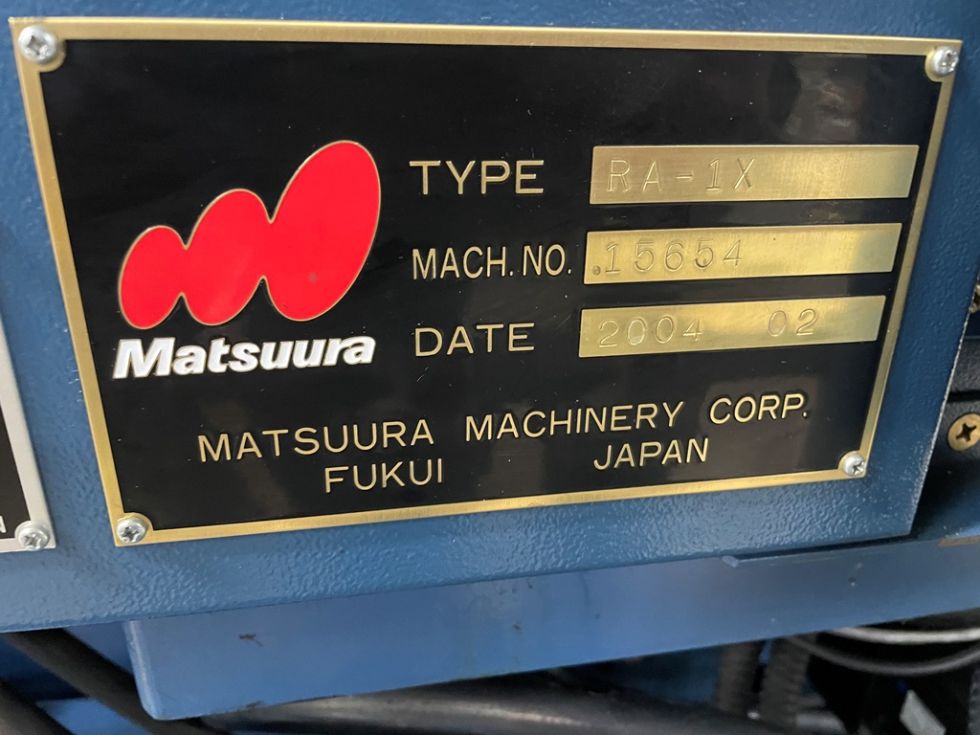 TYPE RA-1X
MACH. NO. 15654
DATE 2004 02
Matsuura
MATSUURA MACHINERY CORP.
FUKUI JAPAN